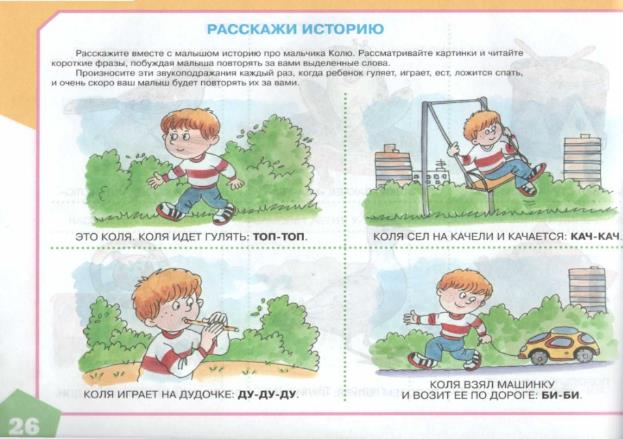 РАССКАЖИ ИСТОРИЮ
Расскажите вместе с малышом историю про мальчика Колю. Рассматривайте картинки и читайте
короткие фразы, побуждая малыша повторять за вами выделенные слова.
Произносите эти звукоподражания каждый раз, когда ребенок гуляет, играет, ест, ложится спать,
и очень скоро ваш малыш будет повторять их за вами.
ЭТО КОЛЯ. КОЛЯ ИДЕТ ГУЛЯТЬ: ТОП-ТОП.
КОЛЯ СЕЛ НА КАЧЕЛИ И КАЧАЕТСЯ: КАЧ-КАЧ.
КОЛЯ ИГРАЕТ НА ДУДОЧКЕ: ДУ-ДУ-ДУ.
КОЛЯ ВЗЯЛ МАШИНКУ
И ВОЗИТ ЕЕ ПО ДОРОГЕ: БИ-БИ.
26